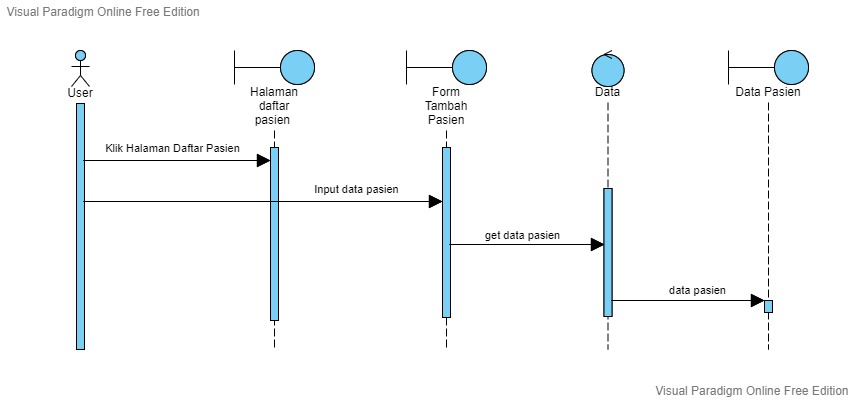 Visual Paradigm Online Free Edition
User
Halaman
daftar
pasien
Form
Tambah
Pasien
Data
Data Pasien
Klik Halaman Daftar Pasien
Input data pasien
get data pasien
data pasien
Visual Paradigm Online Free Edition